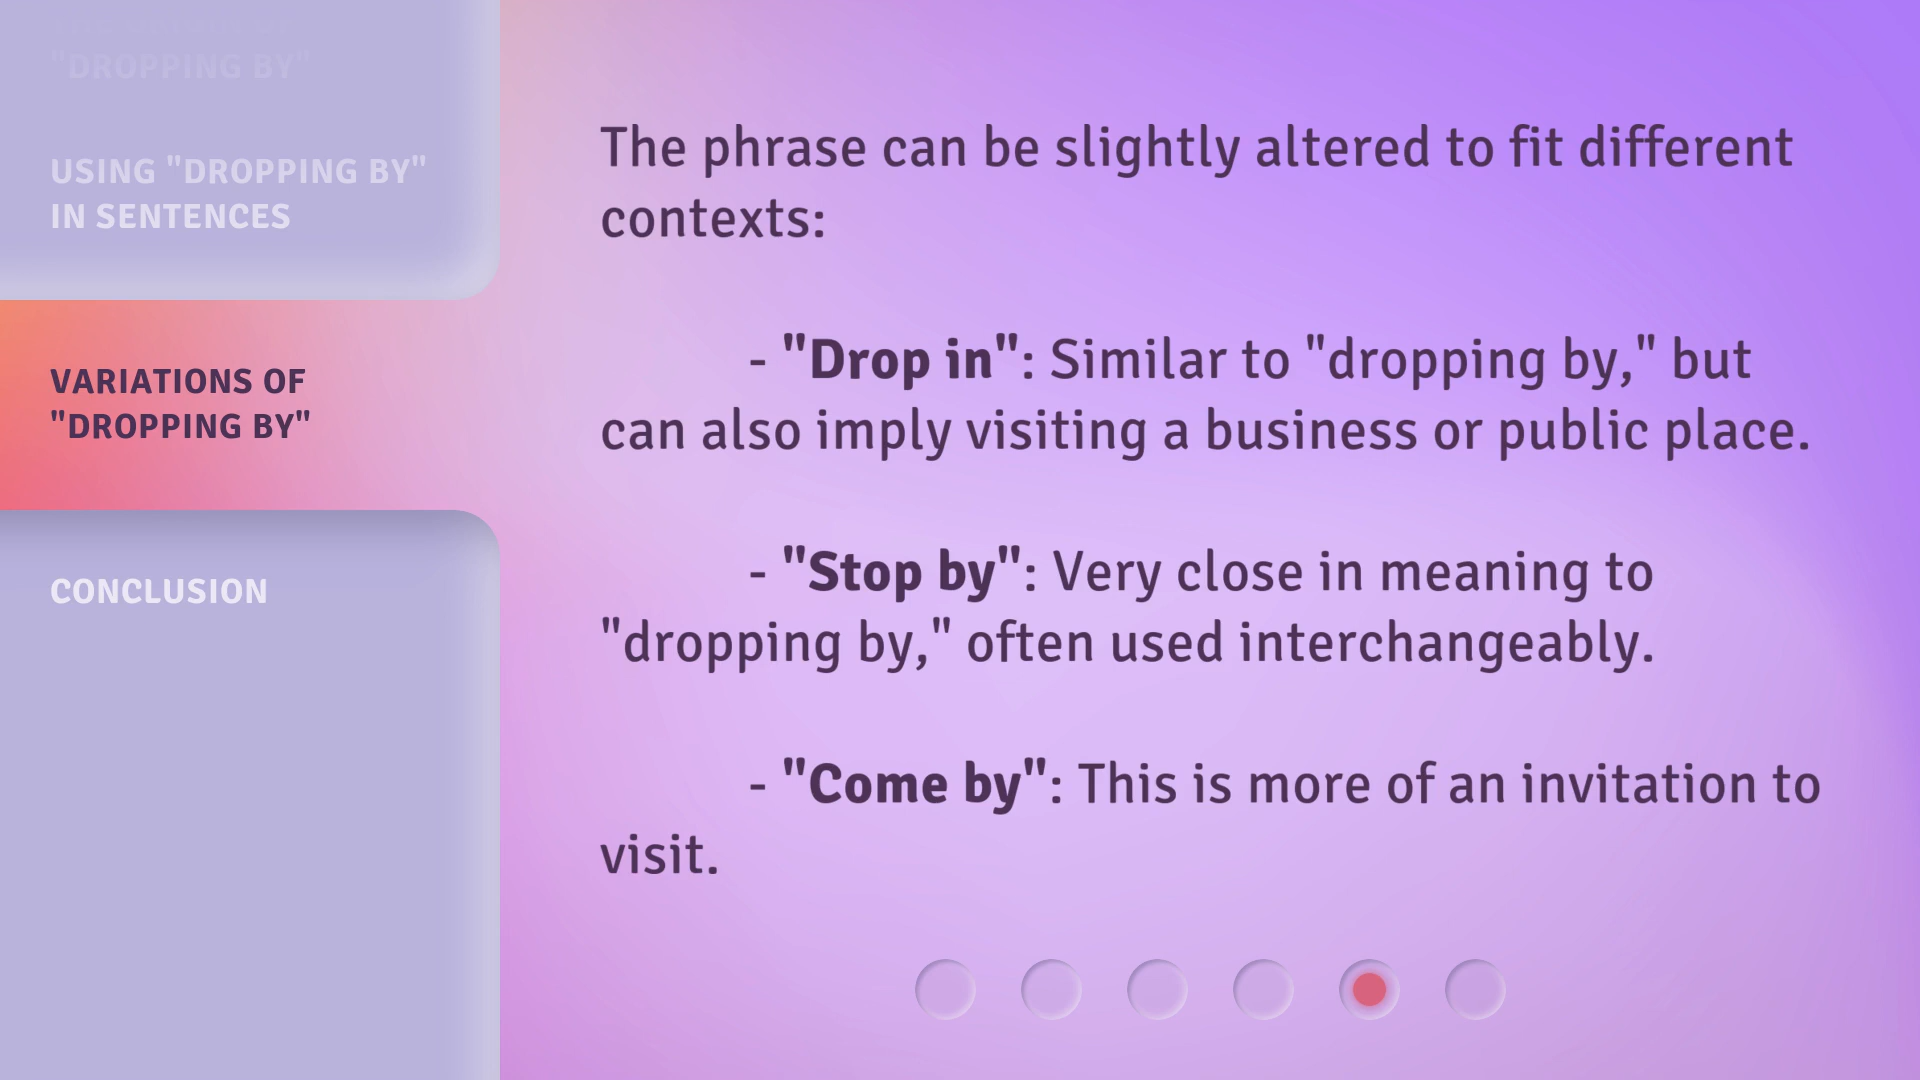 "DROPPING BY"
USING "DROPPING BY"
IN SENTENCES
VARIATIONS OF
"DROPPING BY"
CONCLUSION
The phrase can be slightly altered to fit different
contexts:
- "Drop in": Similar to "dropping by," but
can also imply visiting a business or public place.
- "Stop by": Very close in meaning to
"dropping by," often used interchangeably.
- "Come by": This is more of an invitation to
visit.